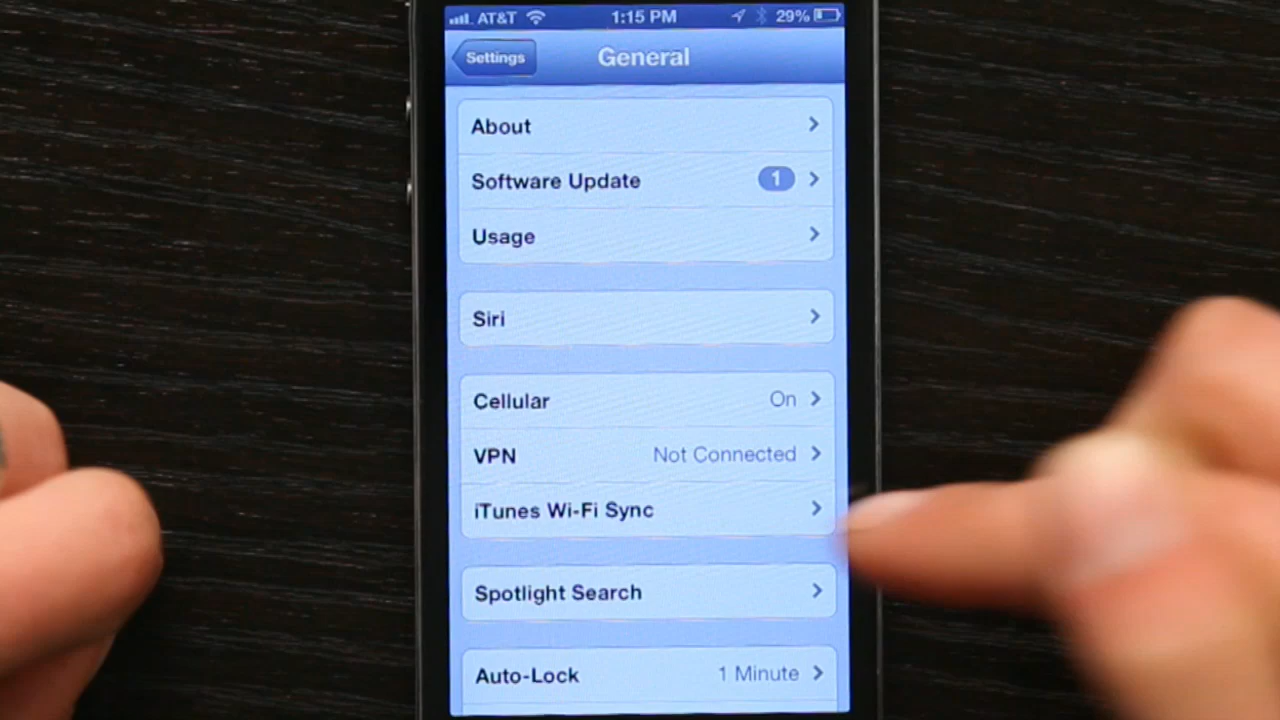 AT&T 1:15 PM 29%
Settings General
About
Software Update 1
Usage
Siri
Cellular On
VPN Not Connected
iTunes Wi-Fi Sync
Spotlight Search
Auto-Lock 1 Minute